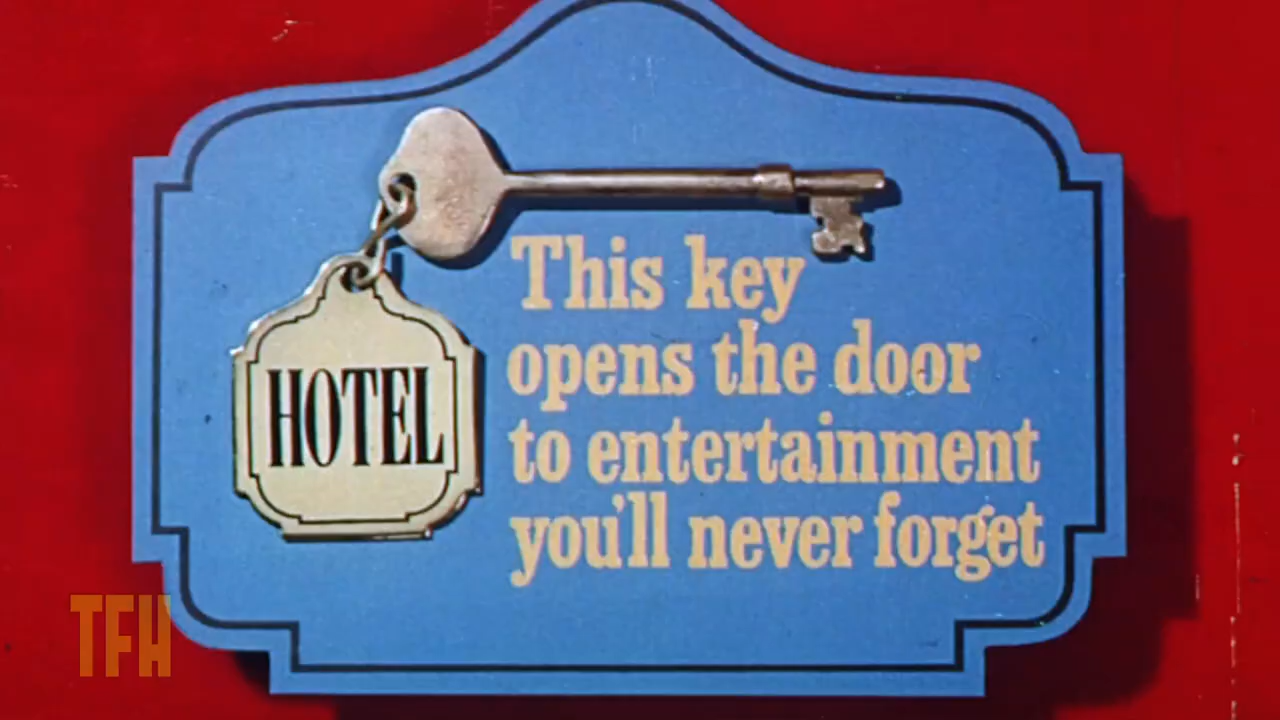 HOTEL
This key
opens the door
to entertainment
you'll never forget
TFH